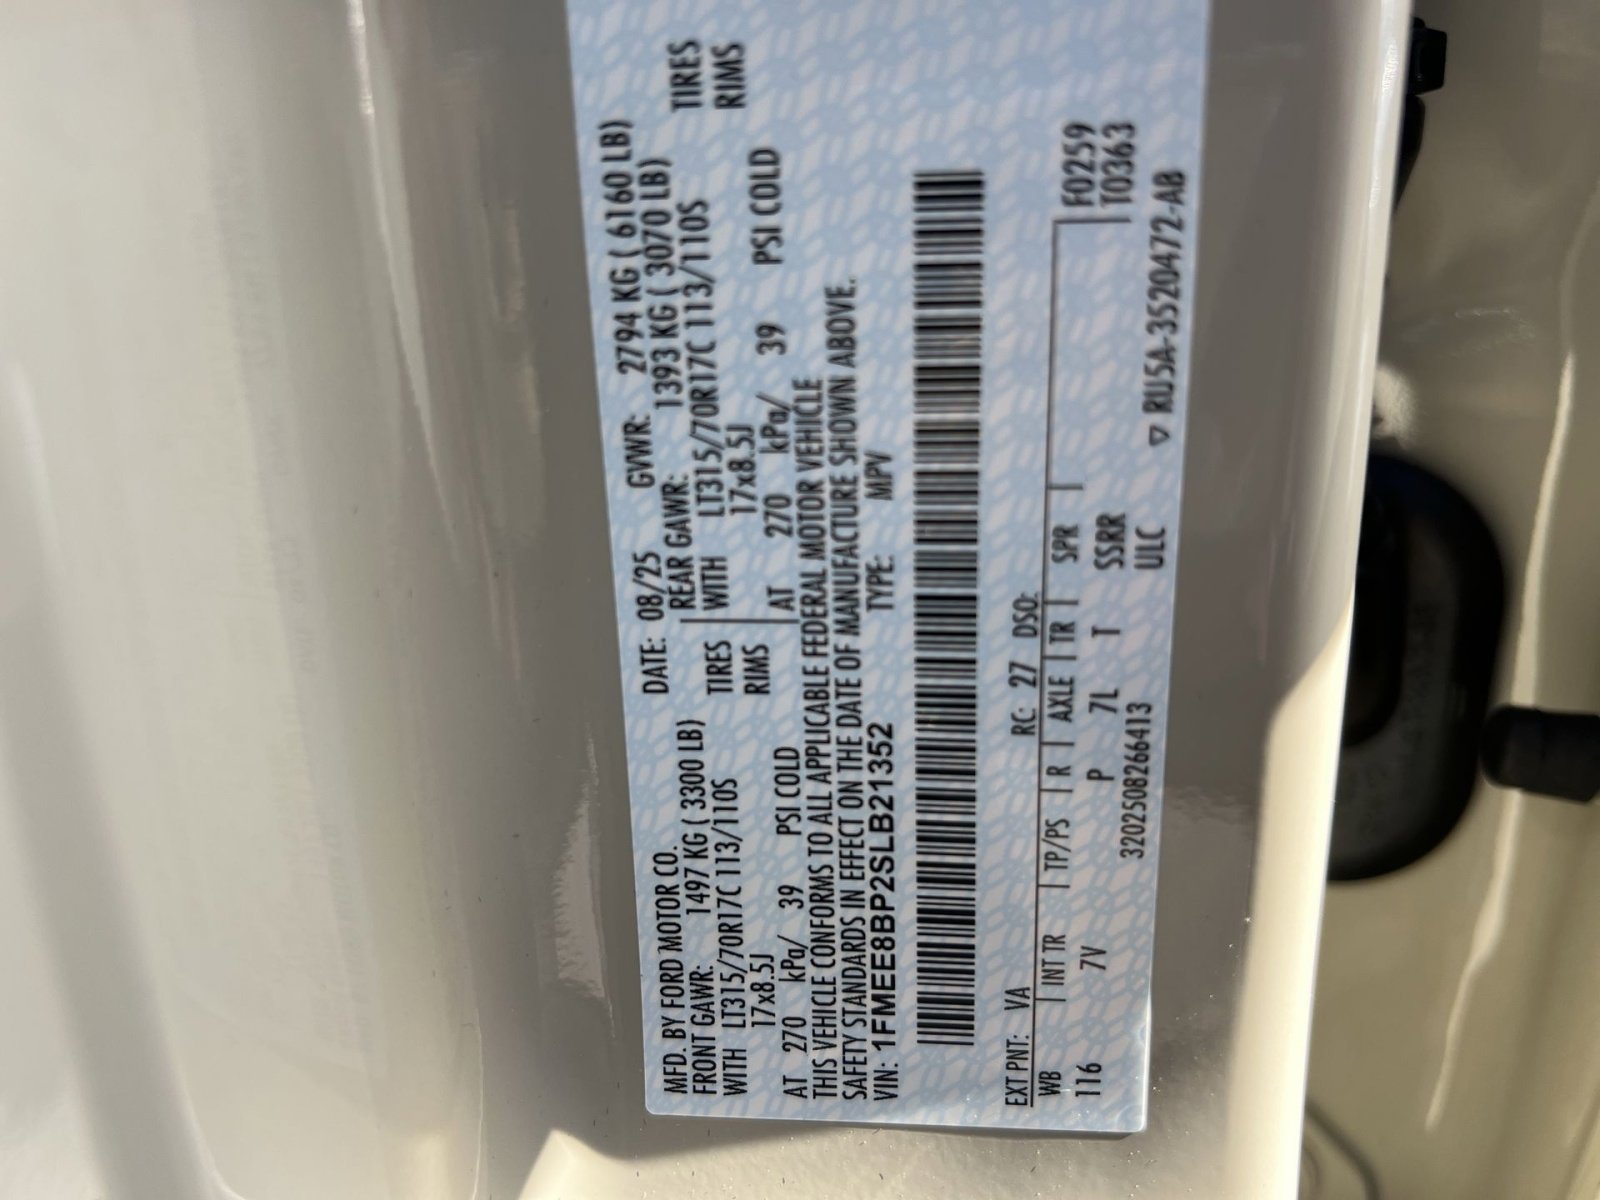 MFD. BY FORD MOTOR CO.
DATE: 08/25 GVWR: 2794 KG ( 6160 LB)
FRONT GAWR: 1497 KG ( 3300 LB)
REAR GAWR: 1393 KG ( 3070 LB)
WITH LT315/70R17C 113/110S TIRES
WITH LT315/70R17C 113/110S TIRES
17x8.5J RIMS
17x8.5J RIMS
AT 270 kPa/ 39 PSI COLD
AT 270 kPa/ 39 PSI COLD
THIS VEHICLE CONFORMS TO ALL APPLICABLE FEDERAL MOTOR VEHICLE
SAFETY STANDARDS IN EFFECT ON THE DATE OF MANUFACTURE SHOWN ABOVE.
VIN: 1FMEE8BP2SLB21352 TYPE: MPV
EXT PNT: VA RC: 27 DSO:
WB INT TR TP/PS R AXLE TR SPR F0259
116 7V P 7L T SSRR T0363
3202508266413 ULC ▽ RU5A-3520472-AB